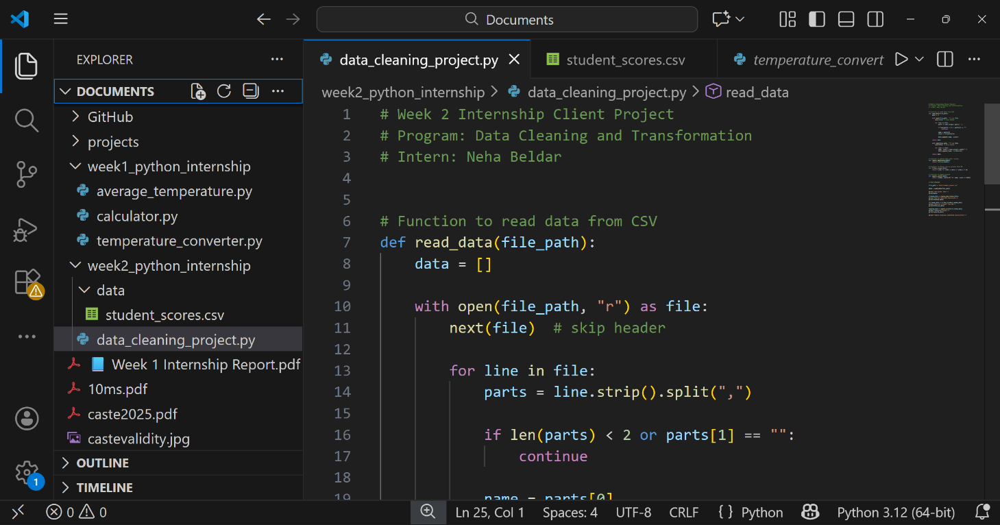 Documents
EXPLORER
DOCUMENTS
GitHub
projects
week1_python_internship
average_temperature.py
calculator.py
temperature_converter.py
week2_python_internship
data
student_scores.csv
data_cleaning_project.py
Week 1 Internship Report.pdf
10ms.pdf
caste2025.pdf
castevalidity.jpg
OUTLINE
TIMELINE
data_cleaning_project.py
student_scores.csv
temperature_convert
week2_python_internship > data_cleaning_project.py > read_data
1 # Week 2 Internship Client Project
2 # Program: Data Cleaning and Transformation
3 # Intern: Neha Beldar
4
5
6 # Function to read data from CSV
7 def read_data(file_path):
8 data = []
9
10 with open(file_path, "r") as file:
11 next(file)  # skip header
12
13 for line in file:
14 parts = line.strip().split(",")
15
16 if len(parts) < 2 or parts[1] == "":
17 continue
18
19 name = parts[0]
1
0 0
Ln 25, Col 1
Spaces: 4
UTF-8
CRLF
{ } Python
Python 3.12 (64-bit)